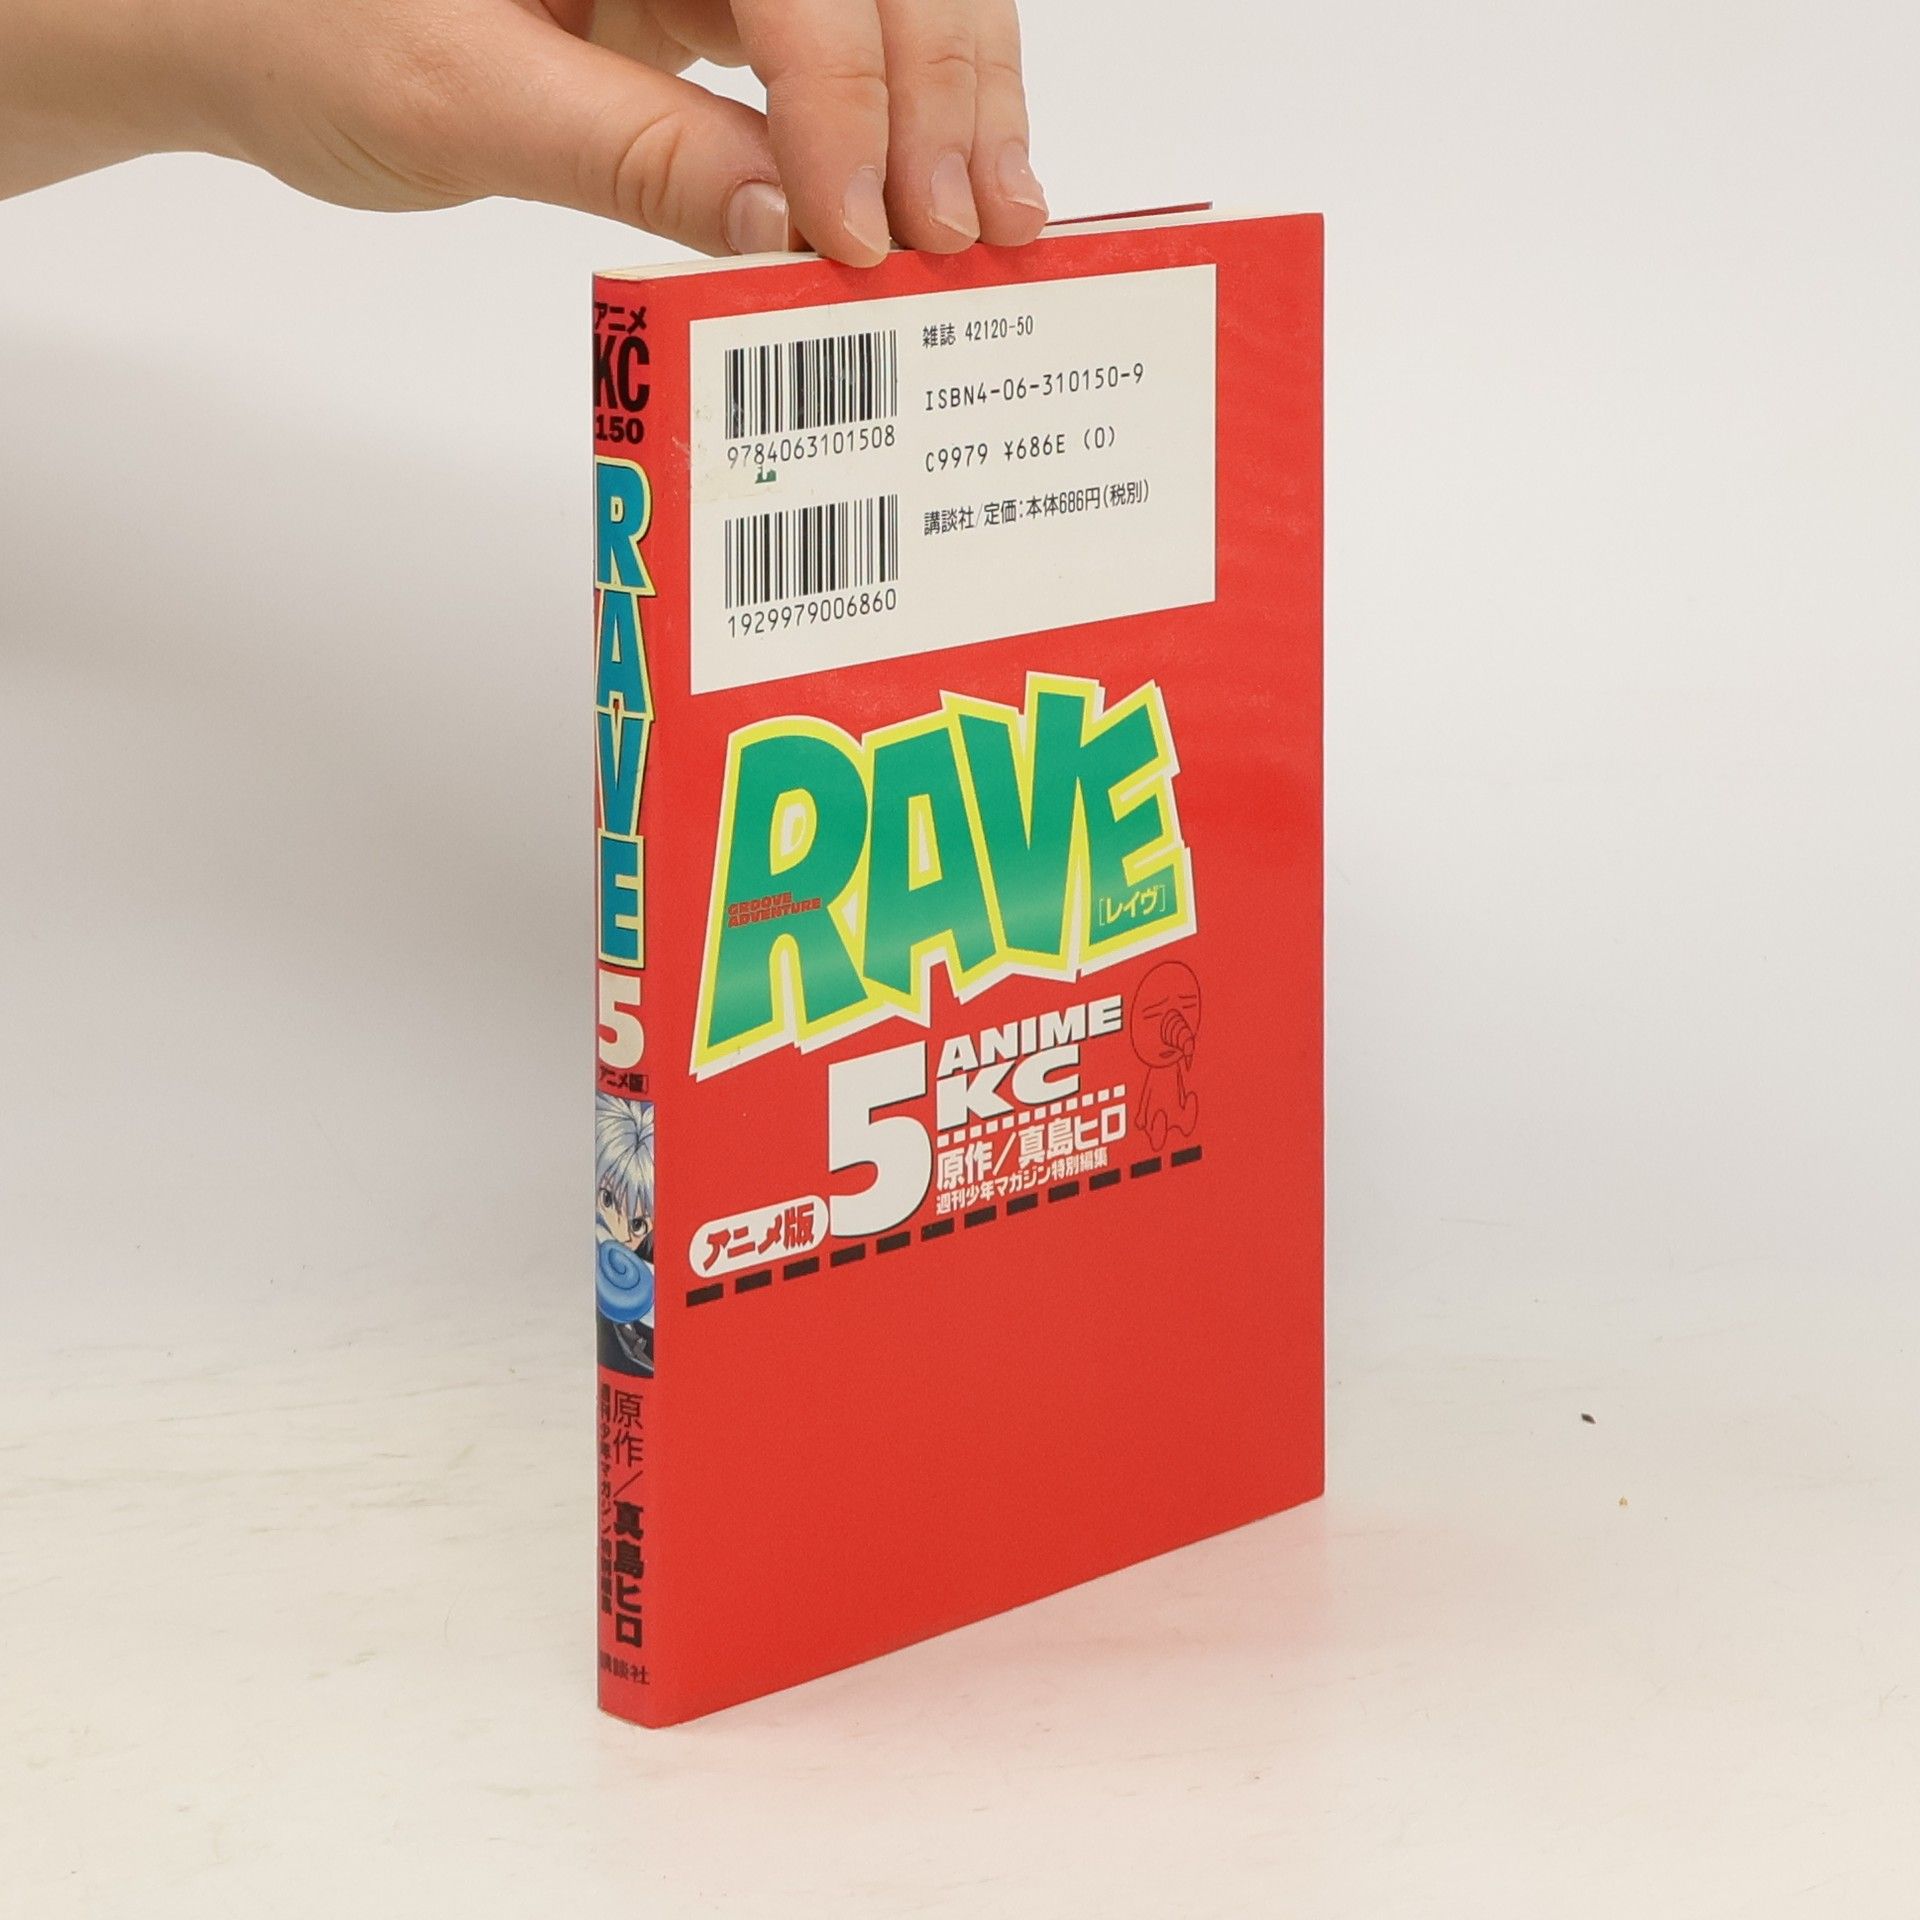 アニメ
KC
150
RAVE
5
アニメ版
原作／真島ヒロ
週刊少年マガジン特別編集
講談社
9784063101508
1929979006860
雑誌 42120-50
ISBN4-06-310150-9
C9979 ¥686E (0)
講談社/定価：本体686円(税別)
RAVE
GROOVE
ADVENTURE
[レイヴ]
アニメ版
5
ANIME
KC
原作／真島ヒロ
週刊少年マガジン特別編集